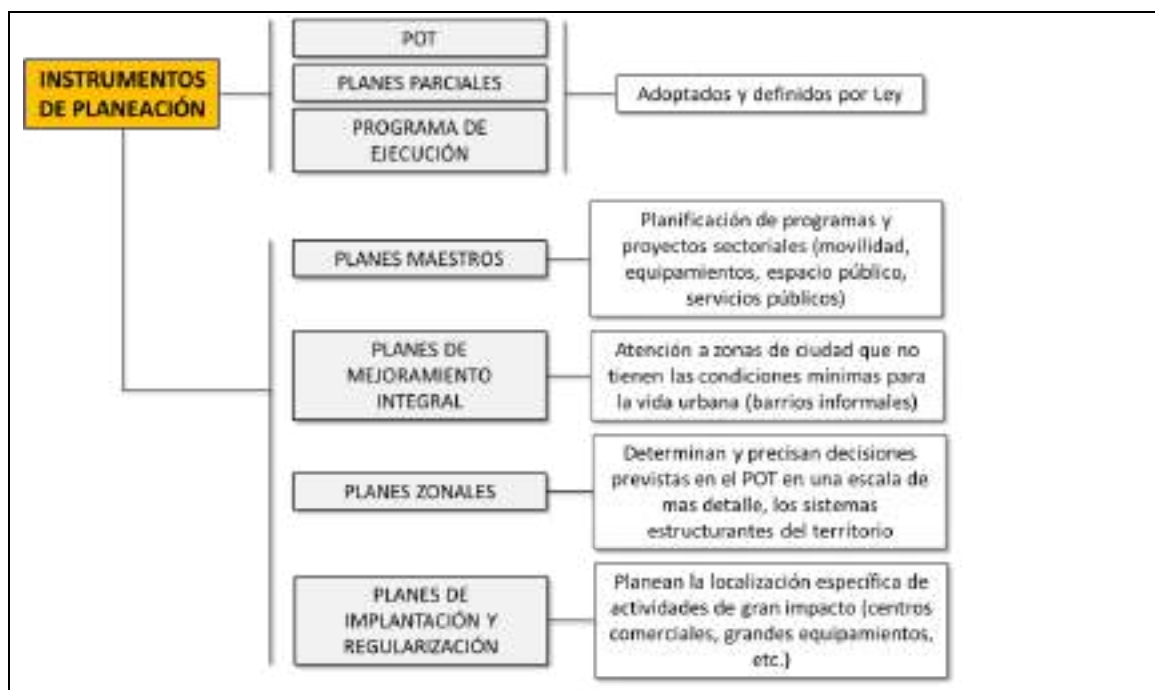 INSTRUMENTOS
DE PLANEACIÓN
POT
PLANES PARCIALES
PROGRAMA DE
EJECUCIÓN
Adoptados y definidos por Ley
PLANES MAESTROS
Planificación de programas y
proyectos sectoriales (movilidad,
equipamientos, espacio público,
servicios públicos)
PLANES DE
MEJORAMIENTO
INTEGRAL
Atención a zonas de ciudad que no
tienen las condiciones mínimas para
la vida urbana (barrios informales)
PLANES ZONALES
Determinan y precisan decisiones
previstas en el POT en una escala de
mas detalle, los sistemas
estructurantes del territorio
PLANES DE
IMPLANTACIÓN Y
REGULARIZACIÓN
Planean la localización específica de
actividades de gran impacto (centros
comerciales, grandes equipamientos,
etc.)